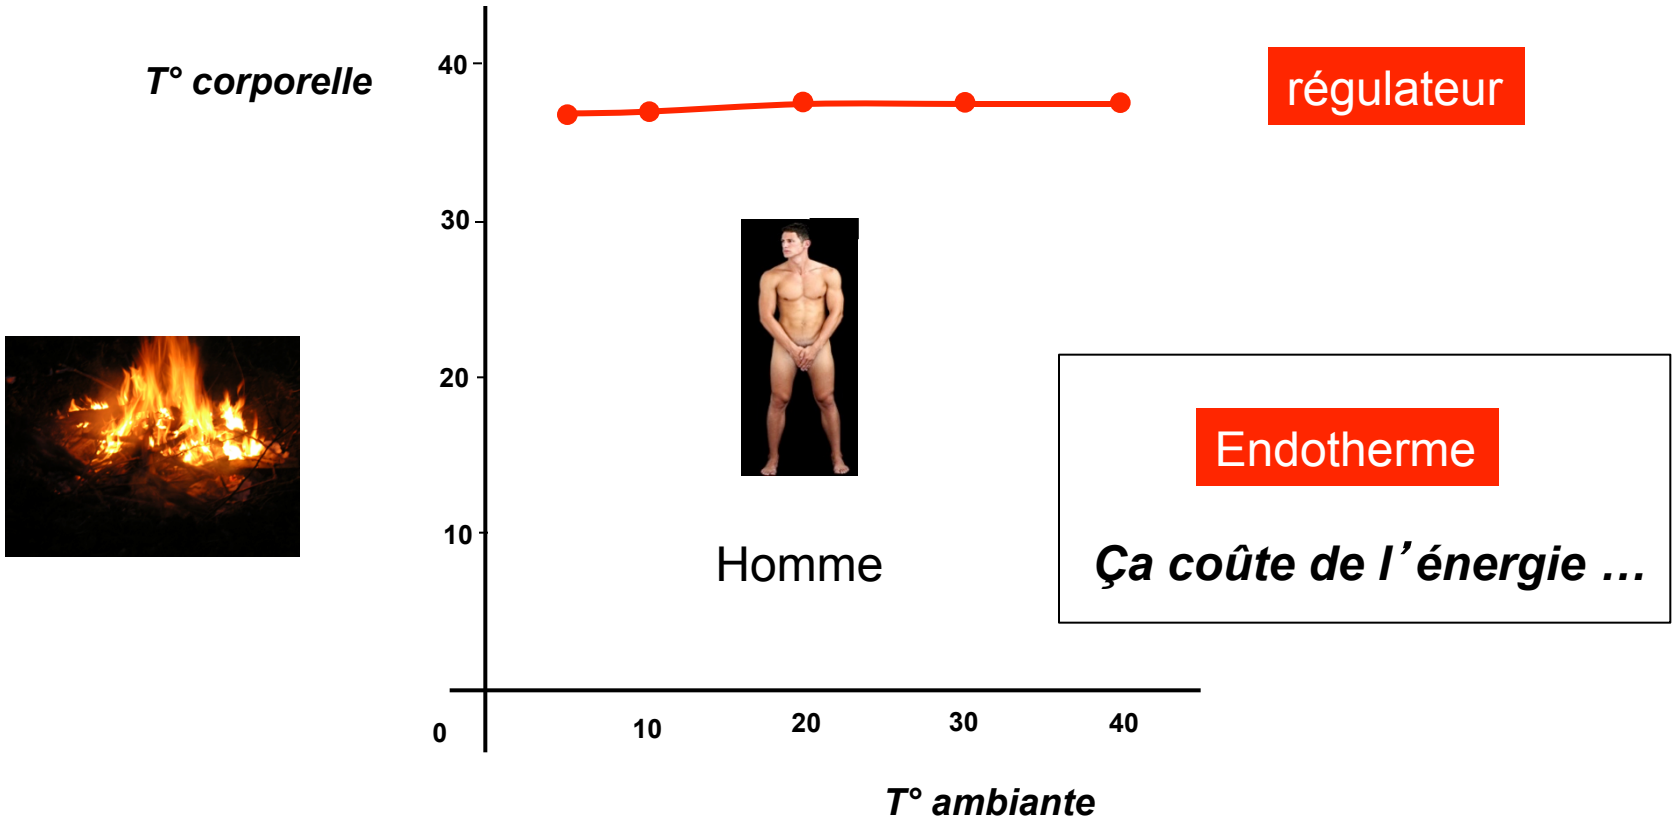 T° corporelle
40
régulateur
30
20
Endotherme
10
Homme
Ça coûte de l’énergie …
0
10
20
30
40
T° ambiante